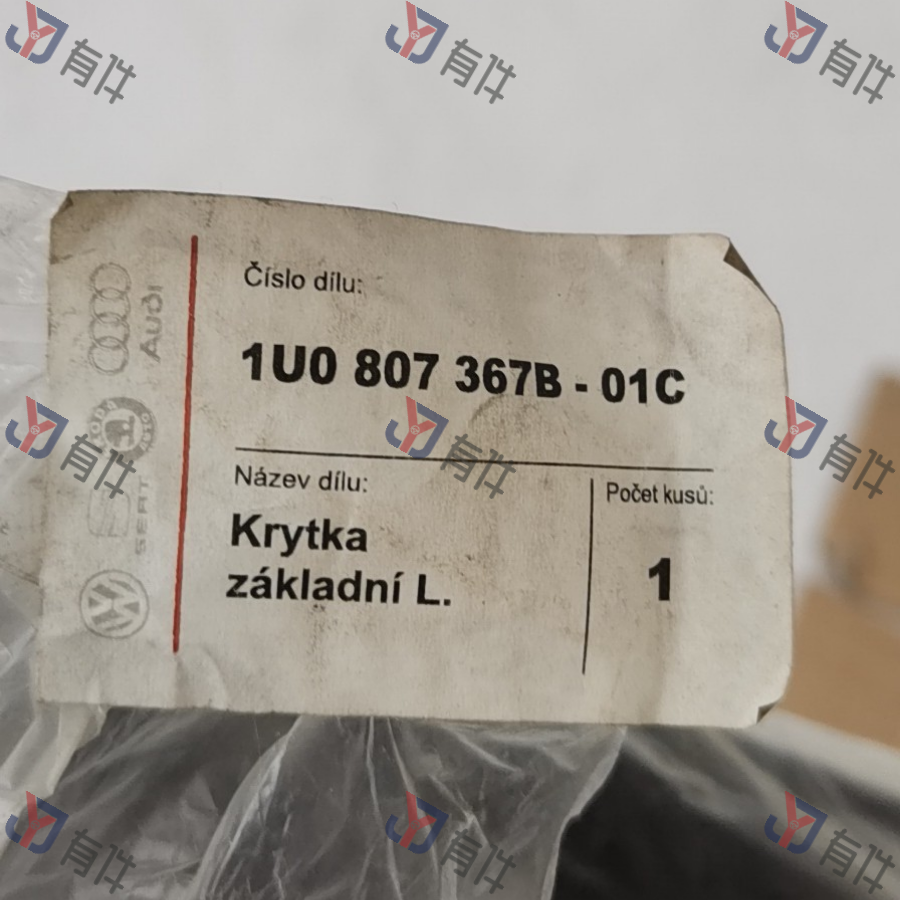 有件
有件
有件
AUDI
Číslo dílu:
1U0 807 367B - 01C
有件
有件
有件
SEAT
Název dílu:
Krytka
základní L.
Počet kusů:
1
有件
有件
有件